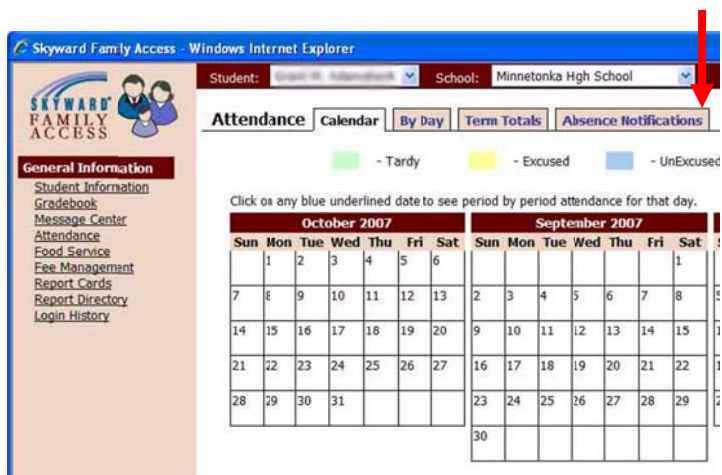 Skyward Family Access - Windows Internet Explorer
Student: School: Minnetonka Hgh School
SKYWARD
FAMILY
ACCESS
Attendance Calendar By Day Term Totals Absence Notifications
- Tardy - Excused - UnExcused
General Information
Student Information
Gradebook
Message Center
Attendance
Food Service
Fee Management
Report Cards
Report Directory
Login History
Click on any blue underlined date to see period by period attendance for that day.
October 2007
Sun Mon Tue Wed Thu Fri Sat
1 2 3 4 5 6
7 8 9 10 11 12 13
14 15 16 17 18 19 20
21 22 23 24 25 26 27
28 29 30 31
September 2007
Sun Mon Tue Wed Thu Fri Sat
1
2 3 4 5 6 7 8
9 10 11 12 13 14 15
16 17 18 19 20 21 22
23 24 25 26 27 28 29
30